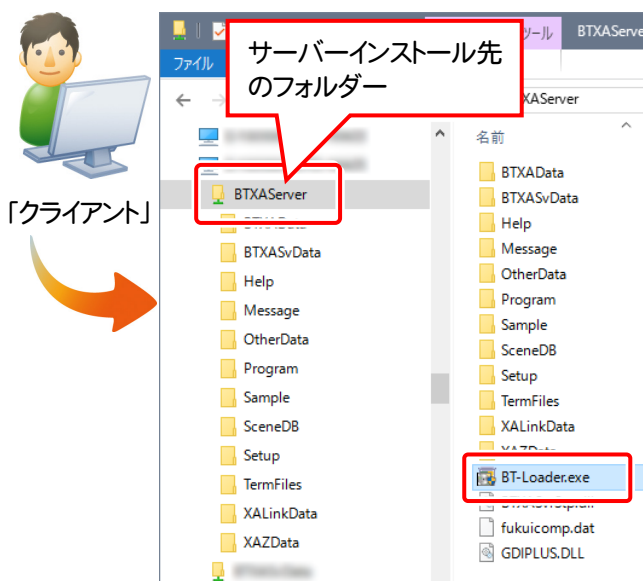 「クライアント」
サーバーインストール先
のフォルダー
ファイル
ツール
BTXAServe
XAServer
BTXAServer
BTXASvData
Help
Message
OtherData
Program
Sample
SceneDB
Setup
TermFiles
XALinkData
XAZData
名前
BTXAData
BTXASvData
Help
Message
OtherData
Program
Sample
SceneDB
Setup
TermFiles
XALinkData
BT-Loader.exe
fukuicomp.dat
GDIPLUS.DLL